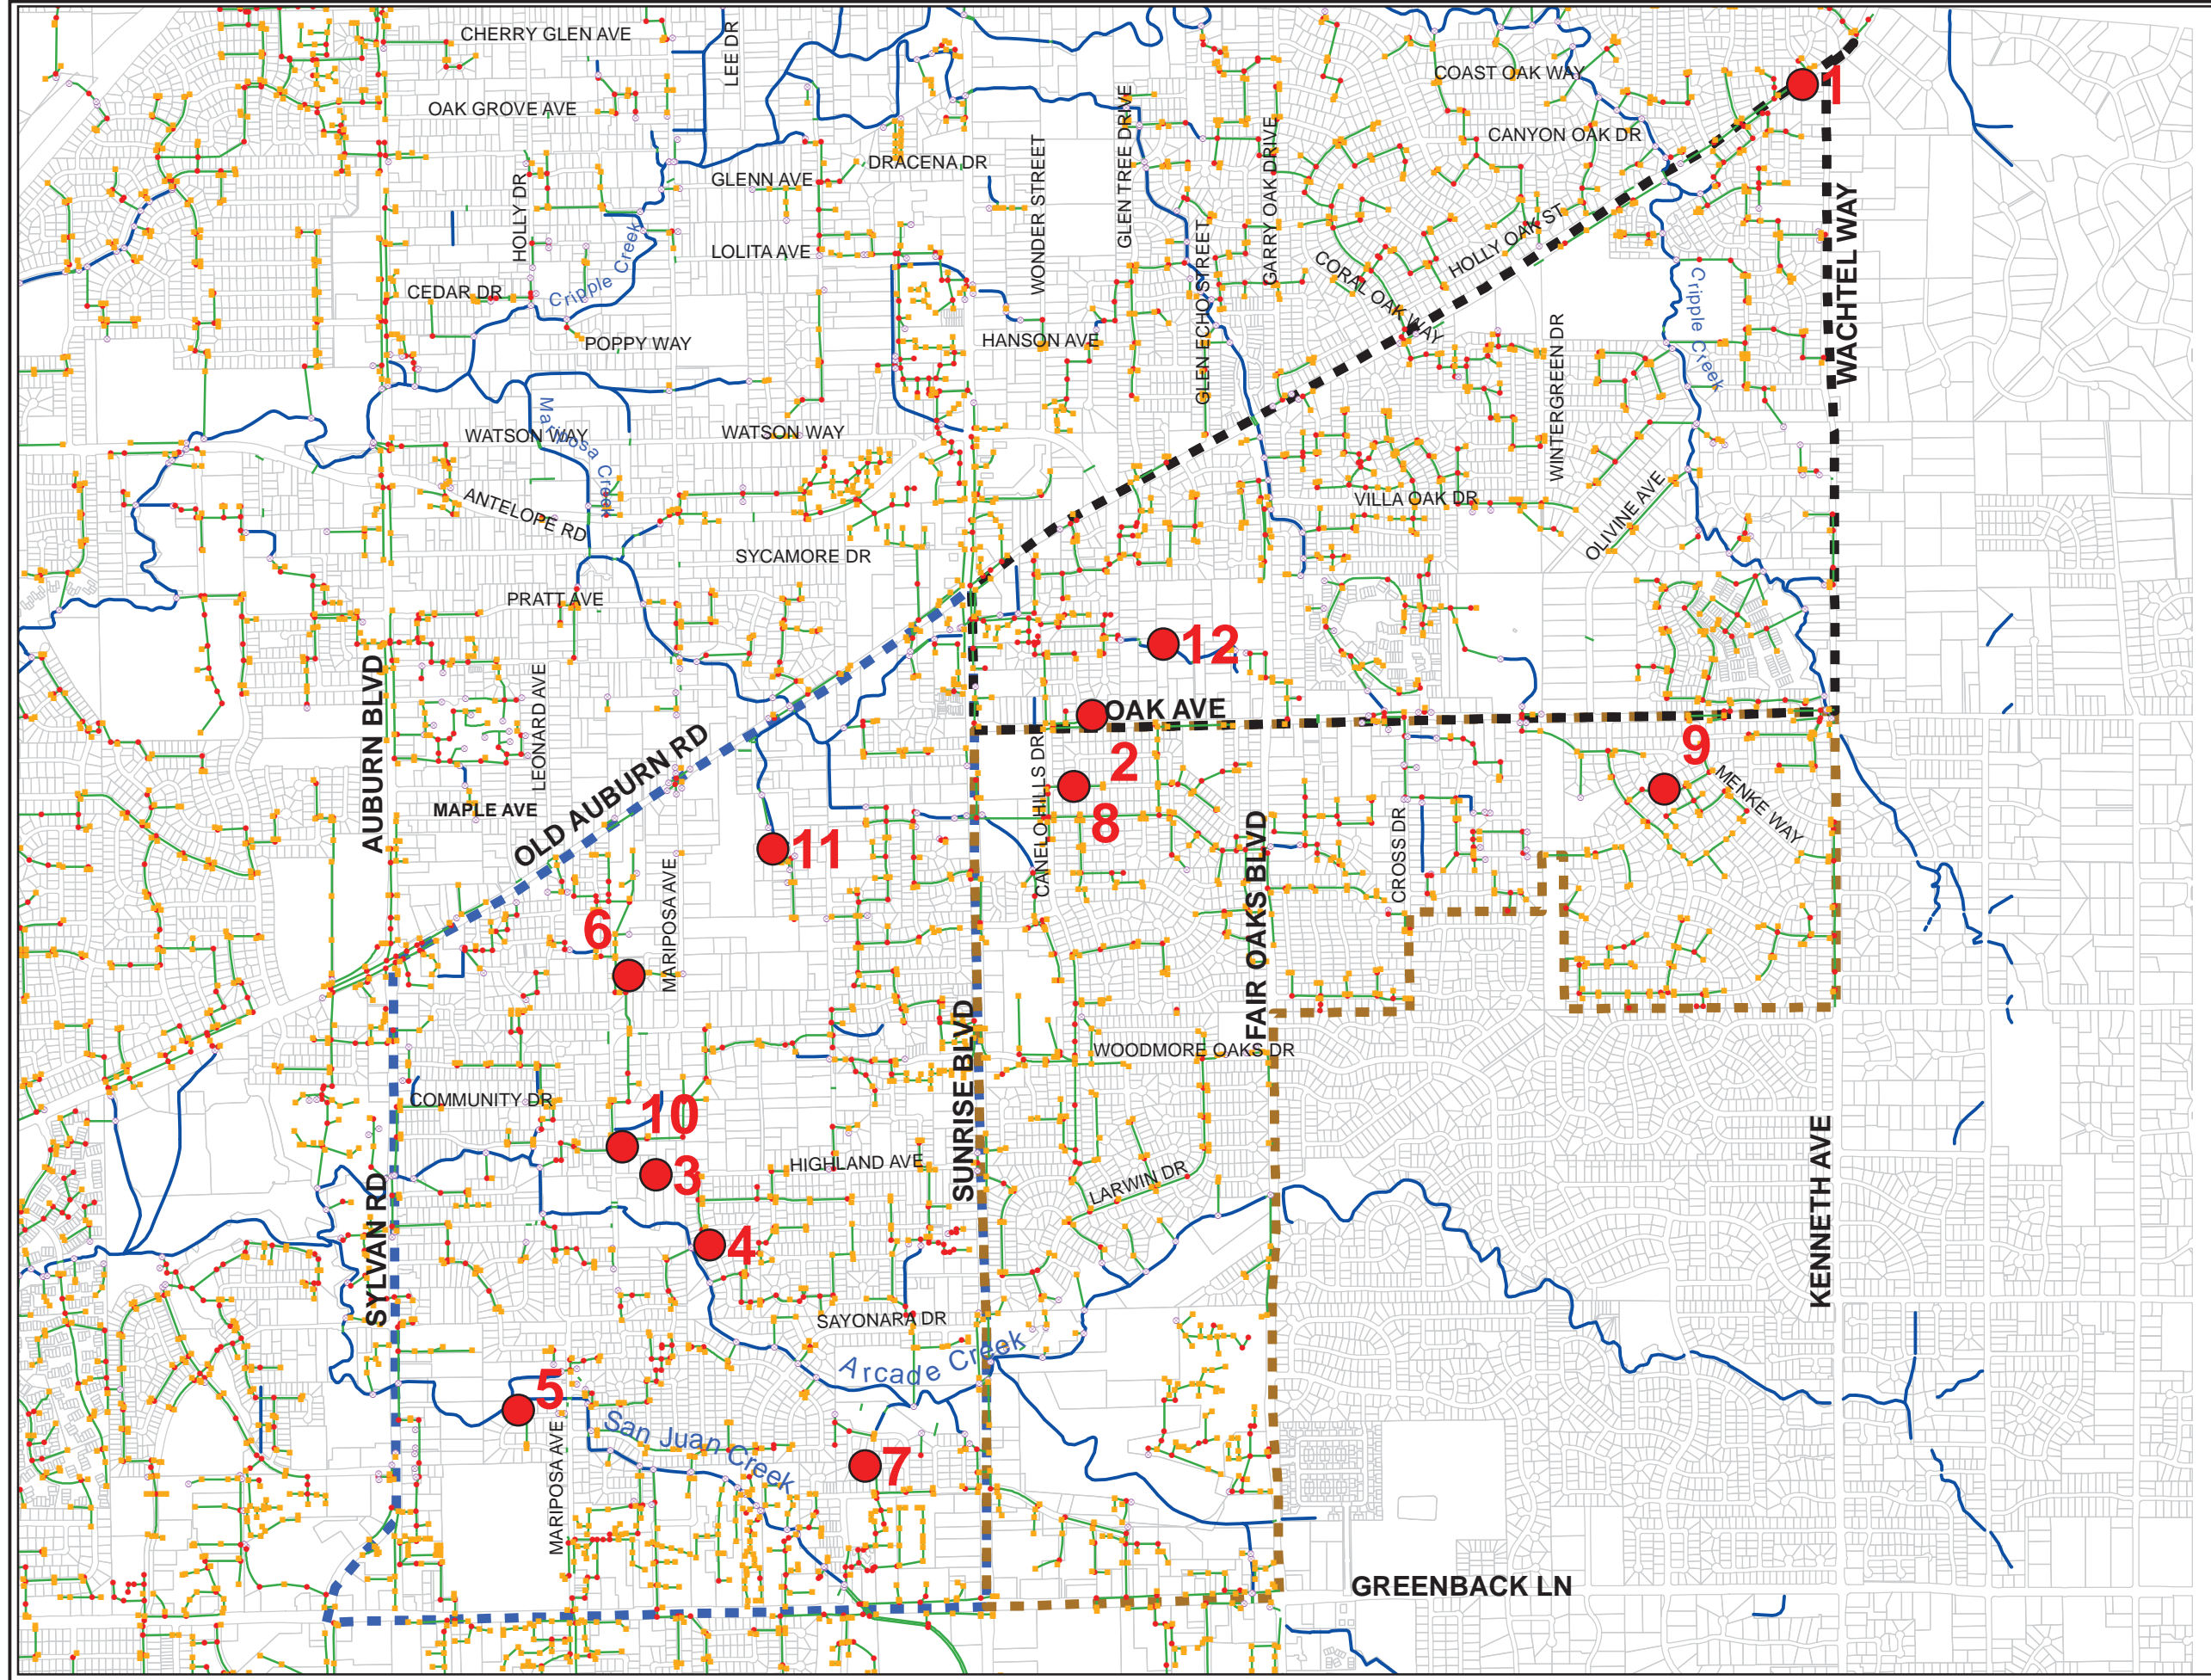 CHERRY GLEN AVE
LEE DR
COAST OAK WAY
1
OAK GROVE AVE
GLEN TREE DRIVE
CANYON OAK DR
DRACENA DR
GLENN AVE
HOLLY DR
WONDER STREET
GARRY OAK DRIVE
WACHTEL WAY
Cripple Creek
LOLITA AVE
GLEN ECHO STREET
CORAL OAK WAY
HOLLY OAK ST
CEDAR DR
Cripple Creek
POPPY WAY
HANSON AVE
WINTERGREEN DR
WATSON WAY
Mariposa Creek
WATSON WAY
ANTELOPE RD
VILLA OAK DR
OLIVINE AVE
SYCAMORE DR
PRATT AVE
12
AUBURN BLVD
LEONARD AVE
OAK AVE
2
9
OLD AUBURN RD
MAPLE AVE
CANELO HILLS DR
8
MENKE WAY
11
FAIR OAKS BLVD
CROSS DR
6
MARIPOSA AVE
SUNRISE BLVD
WOODMORE OAKS DR
COMMUNITY DR
10
3
HIGHLAND AVE
LARWIN DR
KENNETH AVE
SYLVAN RD
4
SAYONARA DR
Arcade Creek
5
San Juan Creek
MARIPOSA AVE
7
GREENBACK LN